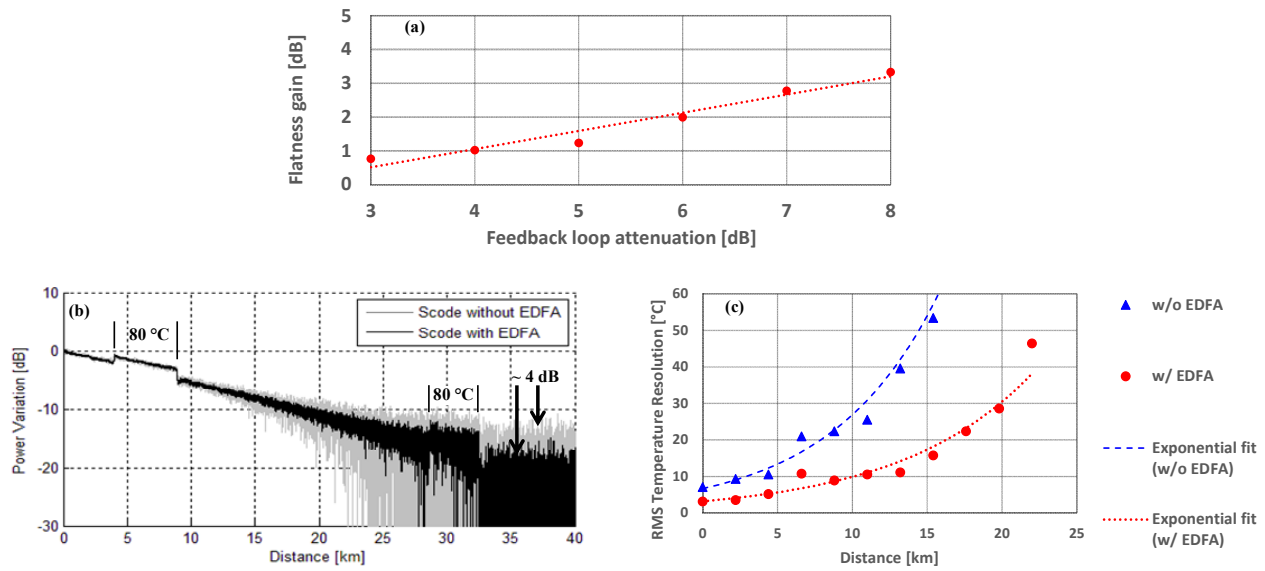 (a)
5
4
3
2
1
0
Flatness gain [dB]
3 4 5 6 7 8
Feedback loop attenuation [dB]
(b)
10
0
-10
-20
-30
Power Variation [dB]
80 °C
Scode without EDFA
Scode with EDFA
80 °C
~ 4 dB
0 5 10 15 20 25 30 35 40
Distance [km]
(c)
60
50
40
30
20
10
0
RMS Temperature Resolution [°C]
0 5 10 15 20 25
Distance [km]
w/o EDFA
w/ EDFA
Exponential fit
(w/o EDFA)
Exponential fit
(w/ EDFA)